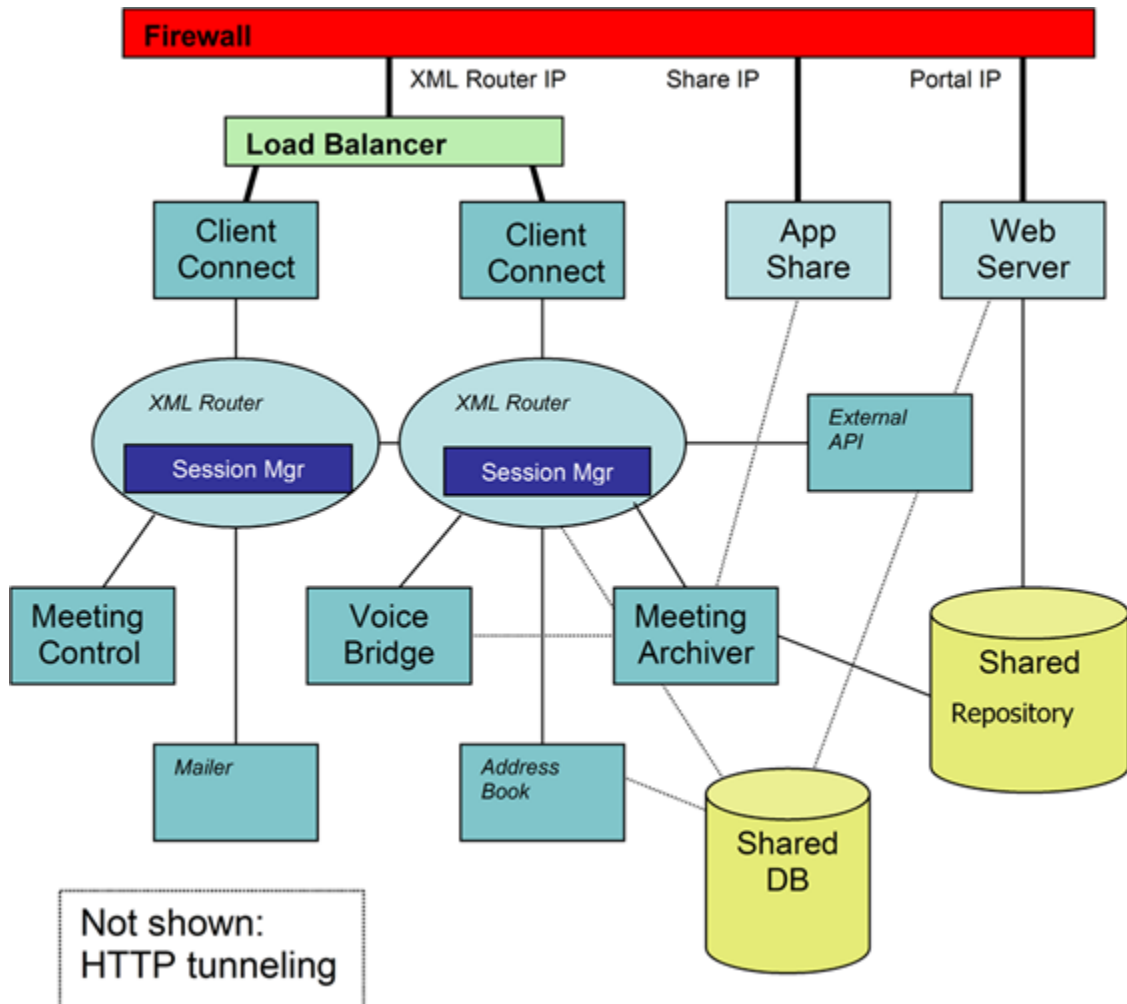 Firewall
XML Router IP
Share IP
Portal IP
Load Balancer
Client
Connect
Client
Connect
App
Share
Web
Server
XML Router
XML Router
External
API
Session Mgr
Session Mgr
Meeting
Control
Voice
Bridge
Meeting
Archiver
Shared
Repository
Mailer
Address
Book
Shared
DB
Not shown:
HTTP tunneling